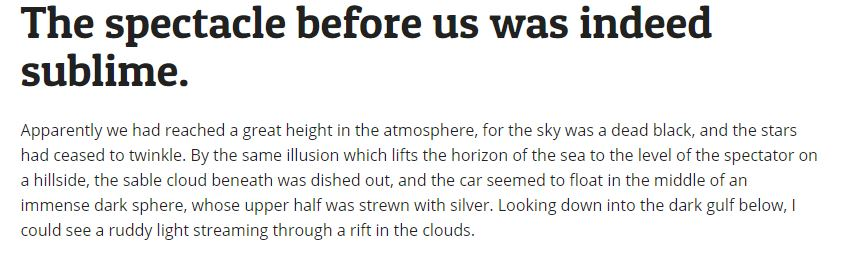 The spectacle before us was indeed
sublime.
Apparently we had reached a great height in the atmosphere, for the sky was a dead black, and the stars
had ceased to twinkle. By the same illusion which lifts the horizon of the sea to the level of the spectator on
a hillside, the sable cloud beneath was dished out, and the car seemed to float in the middle of an
immense dark sphere, whose upper half was strewn with silver. Looking down into the dark gulf below, I
could see a ruddy light streaming through a rift in the clouds.